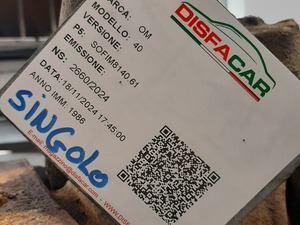 DISFACAR
MARCA: OM
MODELLO: 40
VERSIONE:
P5: SOFIM8140.61
EMISSIONE:
NS: 2660/2024
DATA: 18/11/2024 17:45:00
ANNO IMM: 1986
SINGOLO